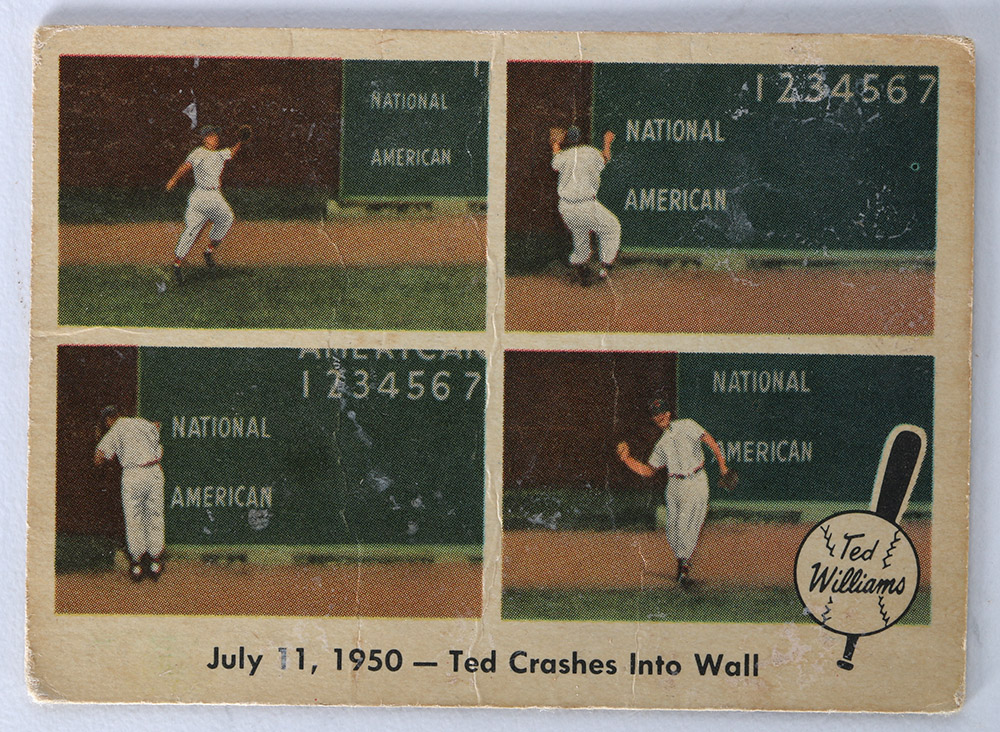 NATIONAL
AMERICAN
1234567
NATIONAL
AMERICAN
AMERICAN
1234567
NATIONAL
AMERICAN
NATIONAL
AMERICAN
Ted
Williams
July 11, 1950 — Ted Crashes Into Wall